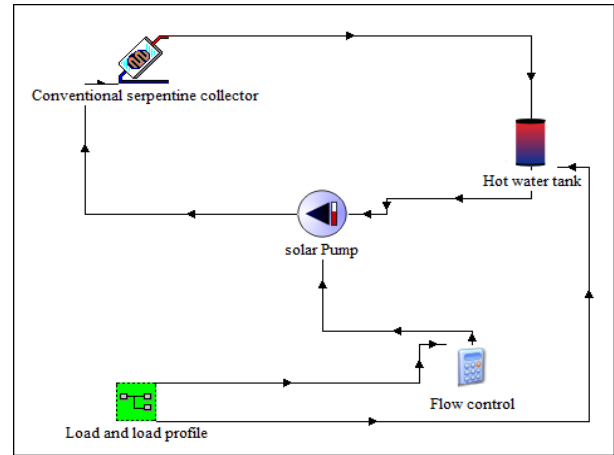 Conventional serpentine collector
Hot water tank
solar Pump
Flow control
Load and load profile